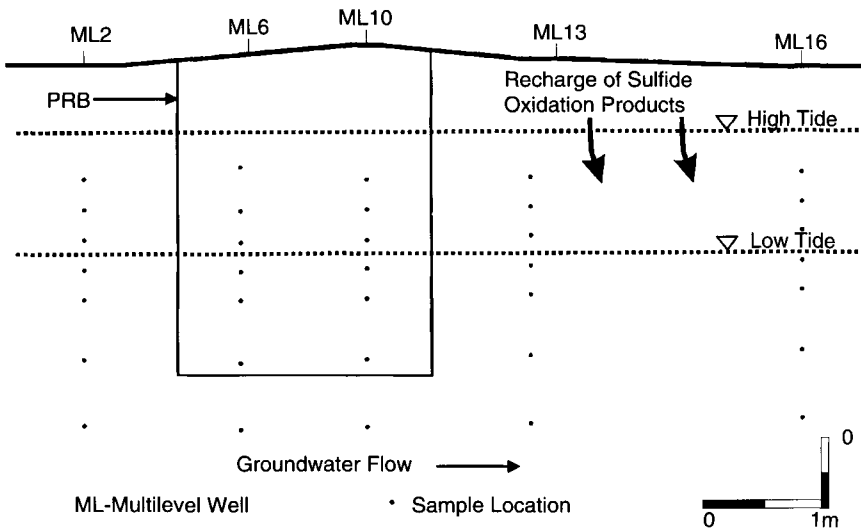 ML2
ML6
ML10
ML13
ML16
PRB
Recharge of Sulfide
Oxidation Products
High Tide
Low Tide
Groundwater Flow
ML-Multilevel Well
Sample Location
0
0
1m